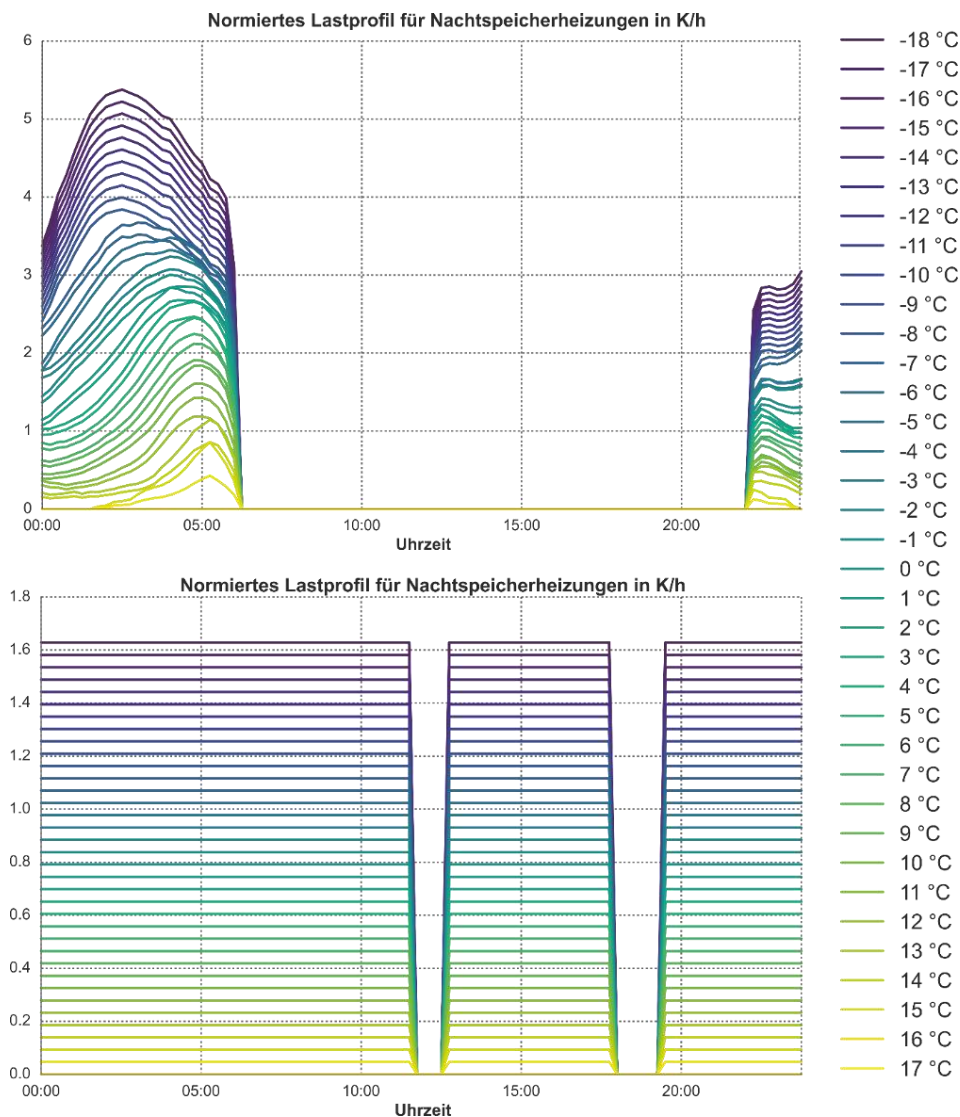 Normiertes Lastprofil für Nachtspeicherheizungen in K/h
6
5
4
3
2
1
0
00:00 05:00 10:00 15:00 20:00
Uhrzeit
Normiertes Lastprofil für Nachtspeicherheizungen in K/h
1.8
1.6
1.4
1.2
1.0
0.8
0.6
0.4
0.2
0.0
00:00 05:00 10:00 15:00 20:00
Uhrzeit
-18 °C
-17 °C
-16 °C
-15 °C
-14 °C
-13 °C
-12 °C
-11 °C
-10 °C
-9 °C
-8 °C
-7 °C
-6 °C
-5 °C
-4 °C
-3 °C
-2 °C
-1 °C
0 °C
1 °C
2 °C
3 °C
4 °C
5 °C
6 °C
7 °C
8 °C
9 °C
10 °C
11 °C
12 °C
13 °C
14 °C
15 °C
16 °C
17 °C